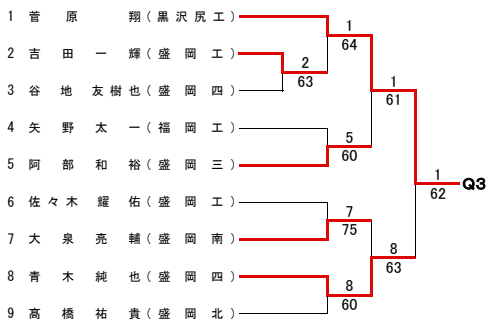 1 菅原 翔(黒沢尻工)
2 吉田一輝(盛岡工)
3 谷地友樹也(盛岡四)
4 矢野太一(福岡工)
5 阿部和裕(盛岡三)
6 佐々木耀佑(盛岡工)
7 大泉亮輔(盛岡南)
8 青木純也(盛岡四)
9 髙橋祐貴(盛岡北)
1
64
2
63
1
61
5
60
1
62
Q3
7
75
8
63
8
60